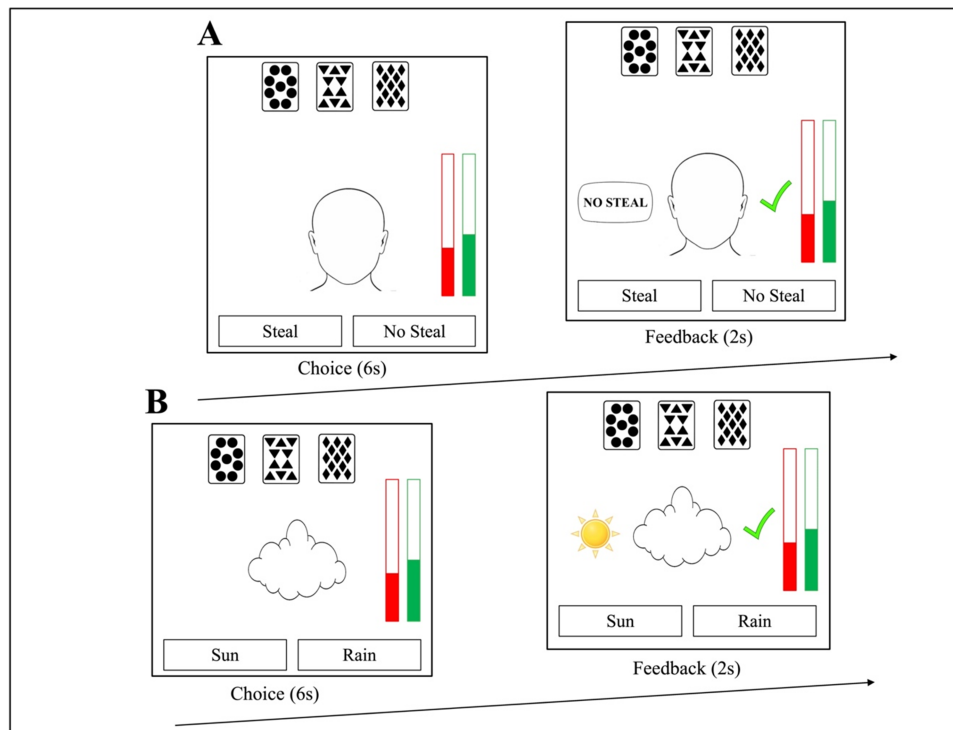 A
NO STEAL
Steal No Steal
Steal No Steal
Feedback (2s)
Choice (6s)
B
Sun Rain
Sun Rain
Feedback (2s)
Choice (6s)